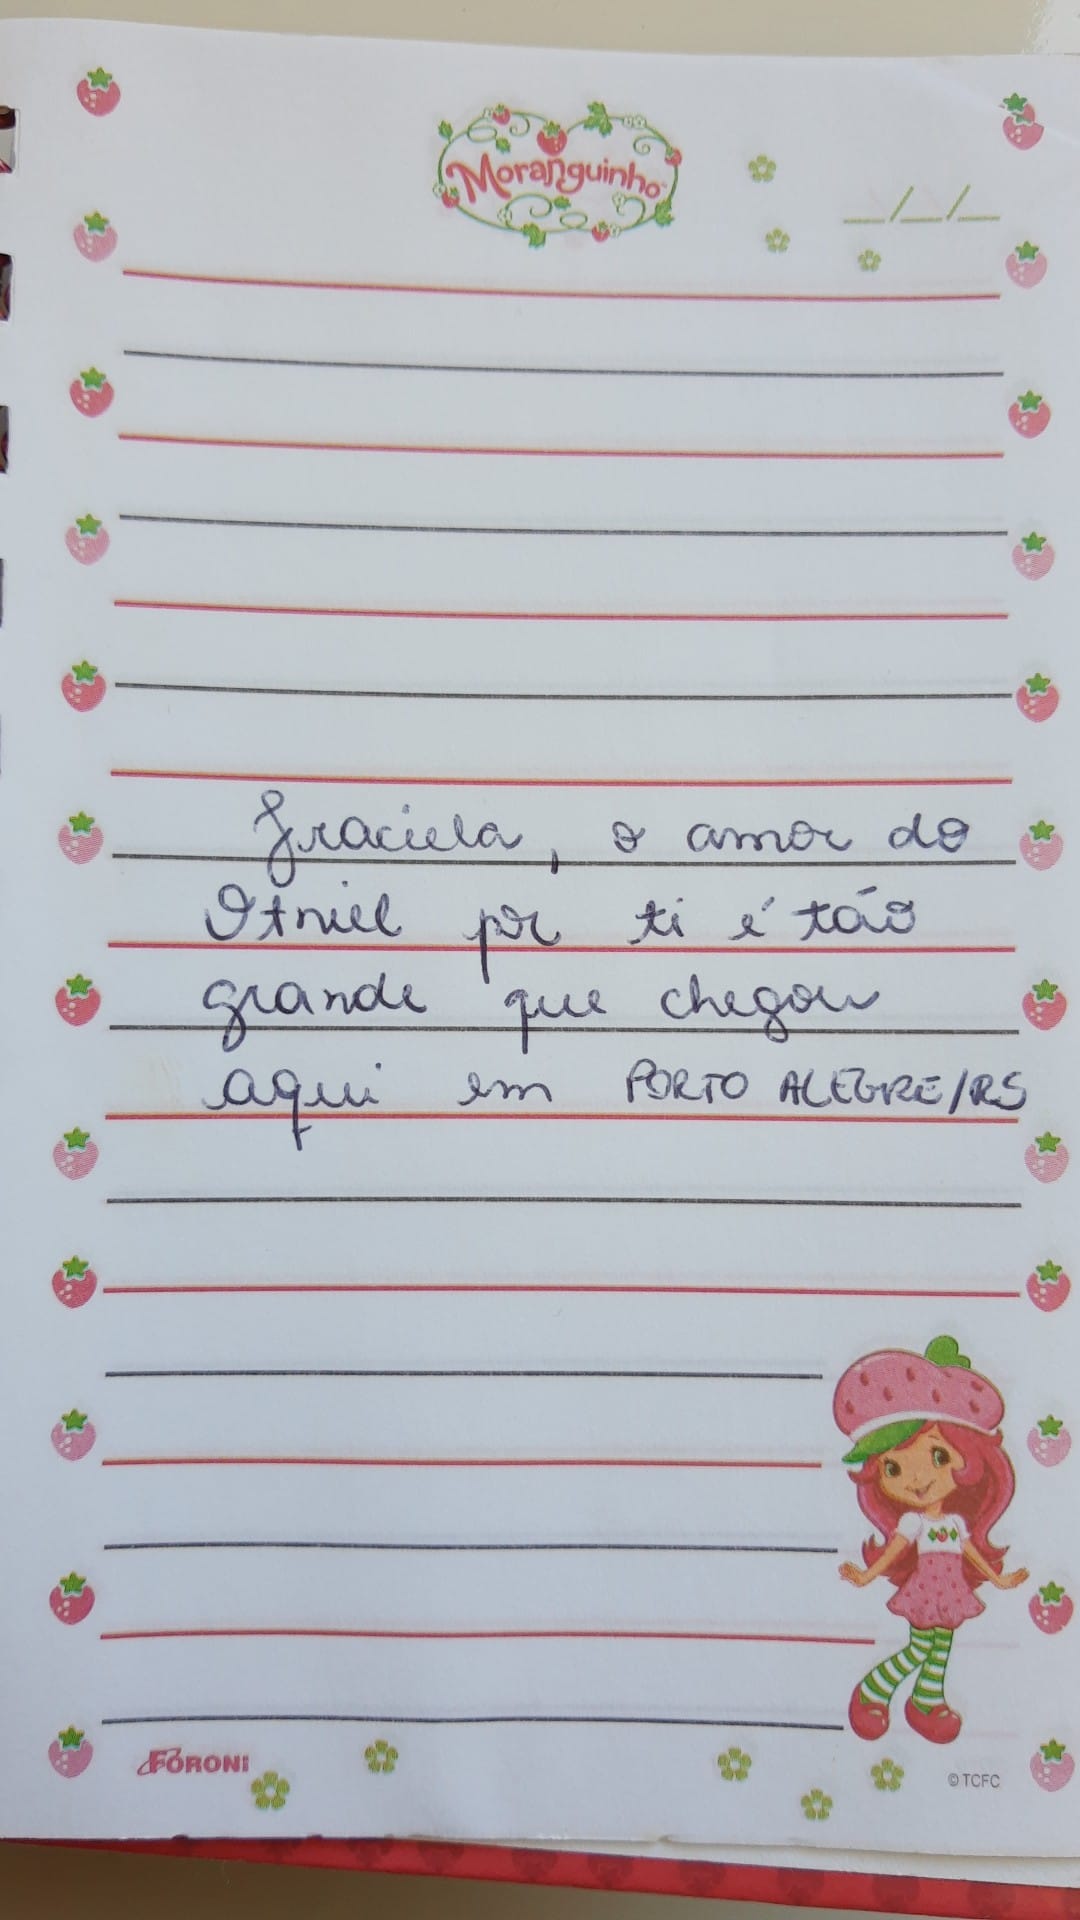 Moranguinho
__/__/__
Graciela, o amor do
Otniel por ti é tão
grande que chegou
aqui em PORTO ALEGRE/RS
FORONI
© TCFC